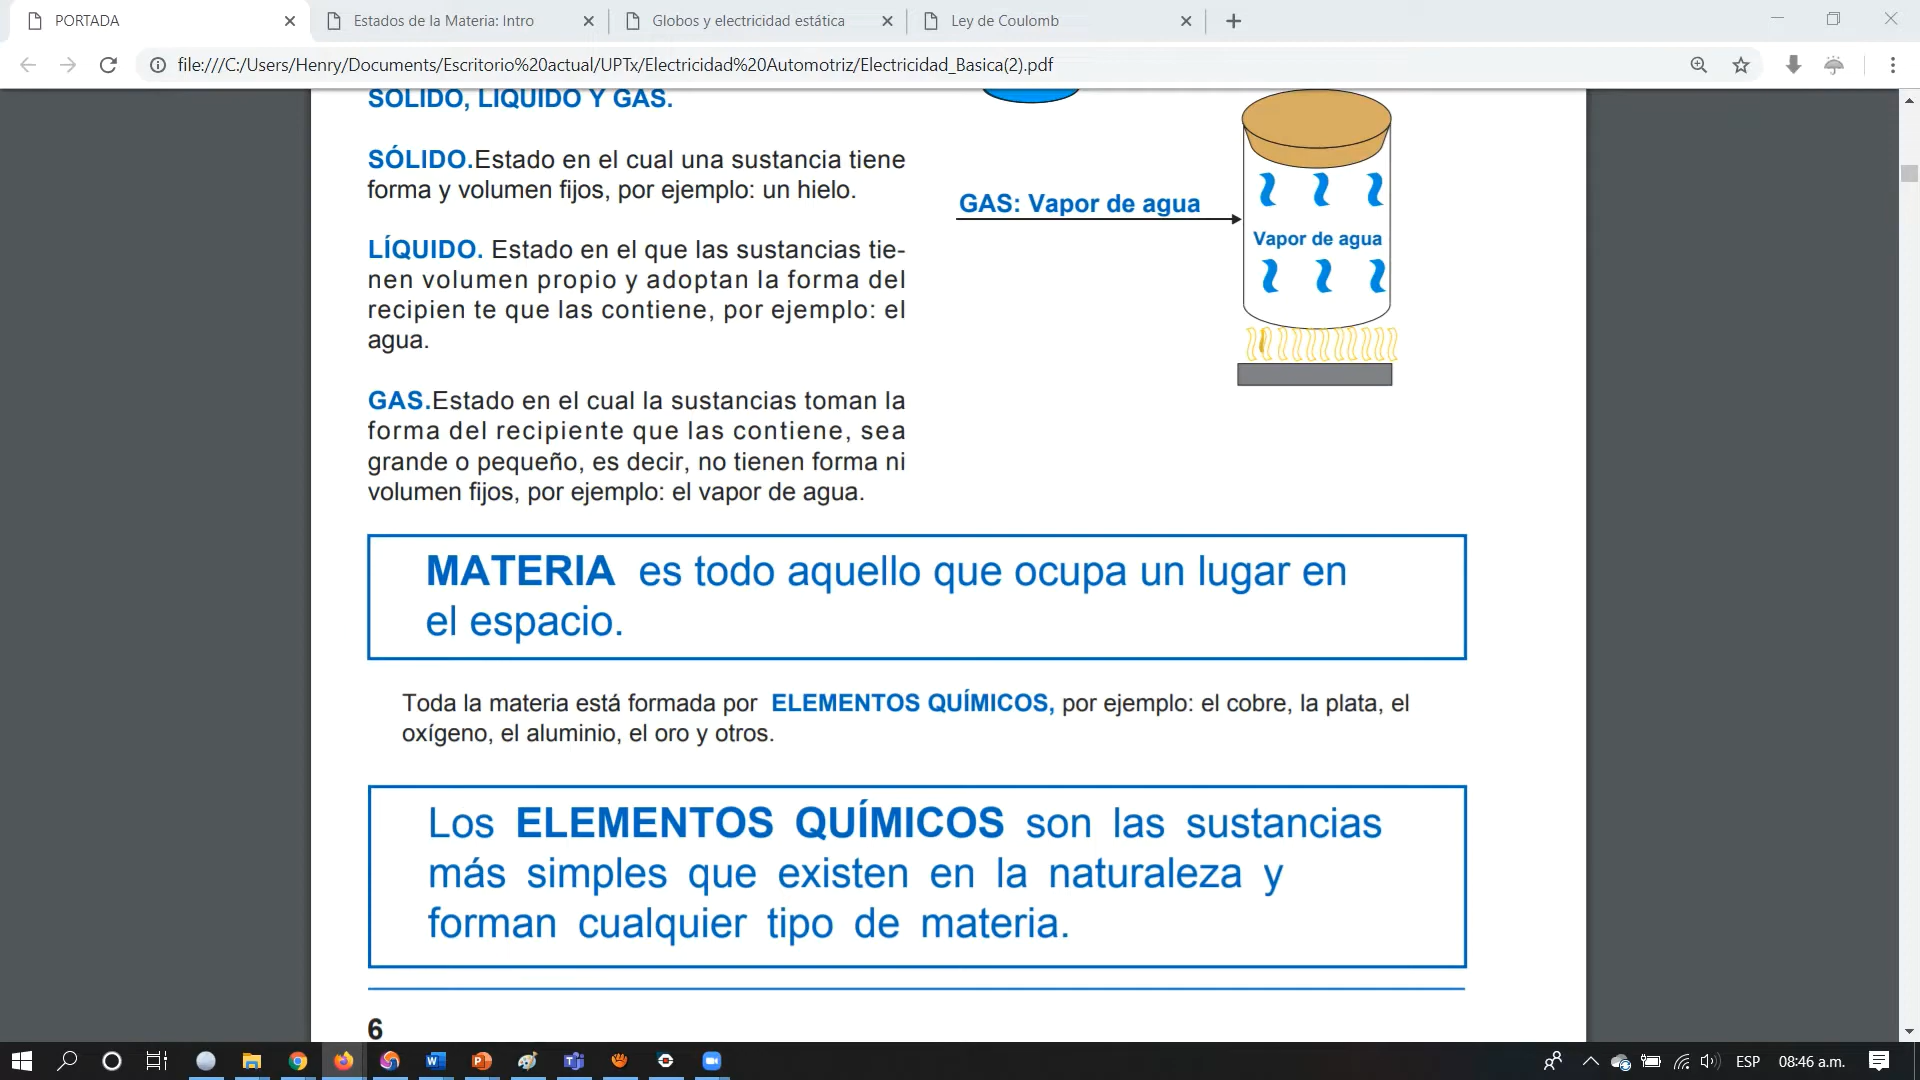 PORTADA
Estados de la Materia: Intro
Globos y electricidad estática
Ley de Coulomb
file:///C:/Users/Henry/Documents/Escritorio%20actual/UPTx/Electricidad%20Automotriz/Electricidad_Basica(2).pdf
SÓLIDO, LÍQUIDO Y GAS.
SÓLIDO.Estado en el cual una sustancia tiene
forma y volumen fijos, por ejemplo: un hielo.
LÍQUIDO. Estado en el que las sustancias tie-
nen volumen propio y adoptan la forma del
recipien te que las contiene, por ejemplo: el
agua.
GAS.Estado en el cual la sustancias toman la
forma del recipiente que las contiene, sea
grande o pequeño, es decir, no tienen forma ni
volumen fijos, por ejemplo: el vapor de agua.
GAS: Vapor de agua
Vapor de agua
MATERIA es todo aquello que ocupa un lugar en
el espacio.
Toda la materia está formada por ELEMENTOS QUÍMICOS, por ejemplo: el cobre, la plata, el
oxígeno, el aluminio, el oro y otros.
Los ELEMENTOS QUÍMICOS son las sustancias
más simples que existen en la naturaleza y
forman cualquier tipo de materia.
6
ESP
08:46 a.m.